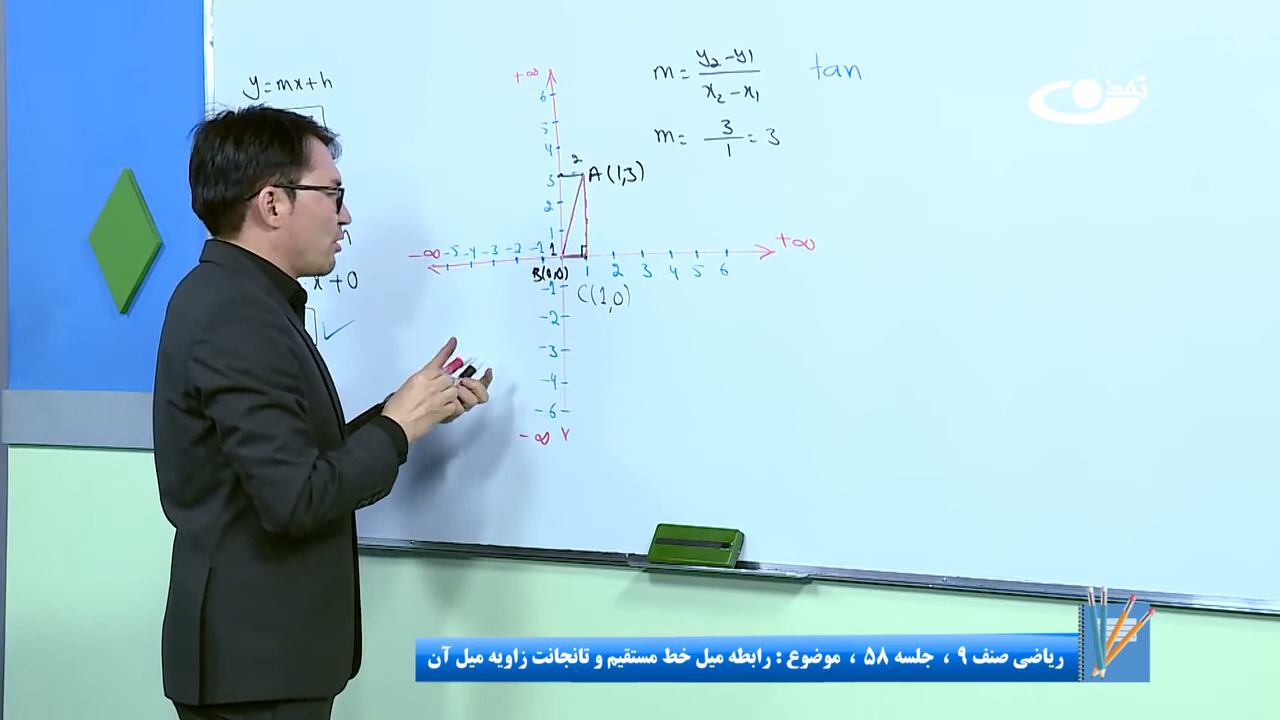 y=mx+h
x+0
+∞
6
5
4
3
2
1
2
A(1,3)
-∞ -5 -4 -3 -2 -1 1 +∞
B(0,0) 1 2 3 4 5 6
C(1,0)
-1
-2
-3
-4
-6
-∞
m = y₂-y₁ / x₂-x₁
tan
m = 3/1 = 3
نمد
ریاضی صنف ۹ ، جلسه ۵۸ ، موضوع : رابطه میل خط مستقیم و تانجانت زاویه میل آن